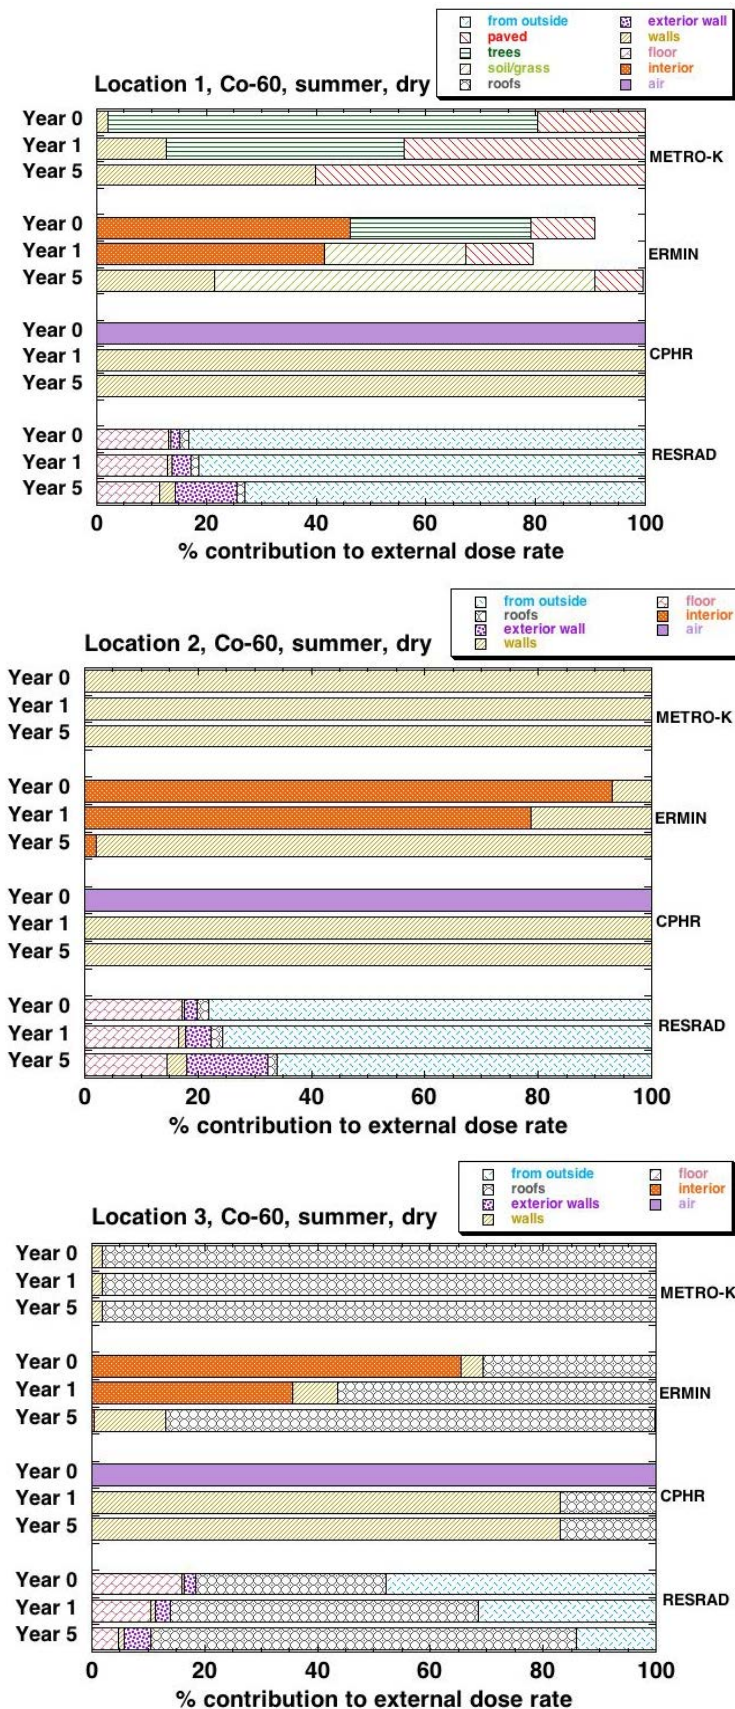 from outside exterior wall
paved walls
trees floor
soil/grass interior
roofs air
Location 1, Co-60, summer, dry
Year 0
Year 1 METRO-K
Year 5
Year 0
Year 1 ERMIN
Year 5
Year 0
Year 1 CPHR
Year 5
Year 0
Year 1 RESRAD
Year 5
0 20 40 60 80 100
% contribution to external dose rate
from outside floor
roofs interior
exterior wall air
walls
Location 2, Co-60, summer, dry
Year 0
Year 1 METRO-K
Year 5
Year 0
Year 1 ERMIN
Year 5
Year 0
Year 1 CPHR
Year 5
Year 0
Year 1 RESRAD
Year 5
0 20 40 60 80 100
% contribution to external dose rate
from outside floor
roofs interior
exterior walls air
walls
Location 3, Co-60, summer, dry
Year 0
Year 1 METRO-K
Year 5
Year 0
Year 1 ERMIN
Year 5
Year 0
Year 1 CPHR
Year 5
Year 0
Year 1 RESRAD
Year 5
0 20 40 60 80 100
% contribution to external dose rate